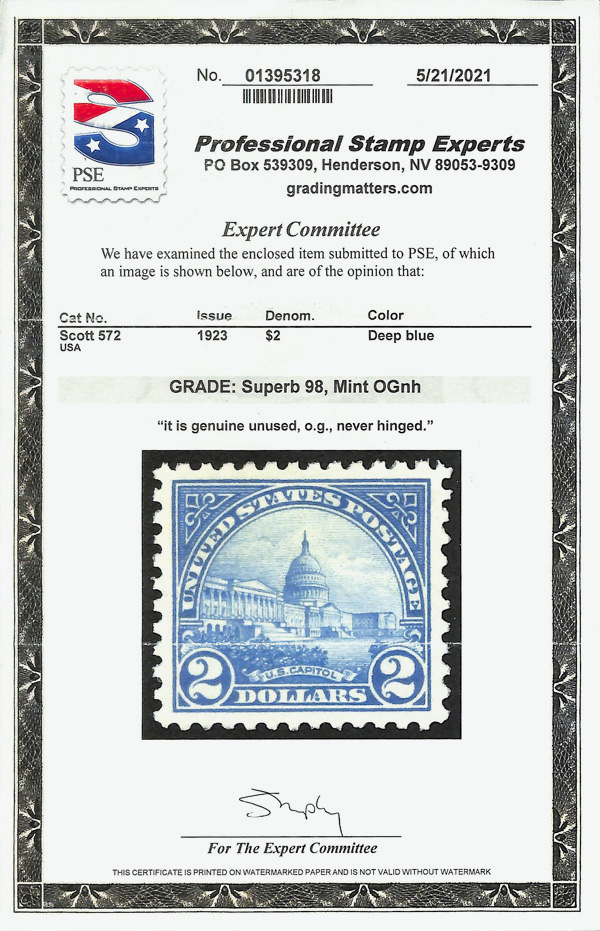 No. 01395318 5/21/2021
PSE
PROFESSIONAL STAMP EXPERTS
Professional Stamp Experts
PO Box 539309, Henderson, NV 89053-9309
gradingmatters.com
Expert Committee
We have examined the enclosed item submitted to PSE, of which
an image is shown below, and are of the opinion that:
Cat No. Issue Denom. Color
Scott 572 1923 $2 Deep blue
USA
GRADE: Superb 98, Mint OGnh
“it is genuine unused, o.g., never hinged.”
UNITED STATES POSTAGE
U.S. CAPITOL
2 DOLLARS 2
For The Expert Committee
THIS CERTIFICATE IS PRINTED ON WATERMARKED PAPER AND IS NOT VALID WITHOUT WATERMARK